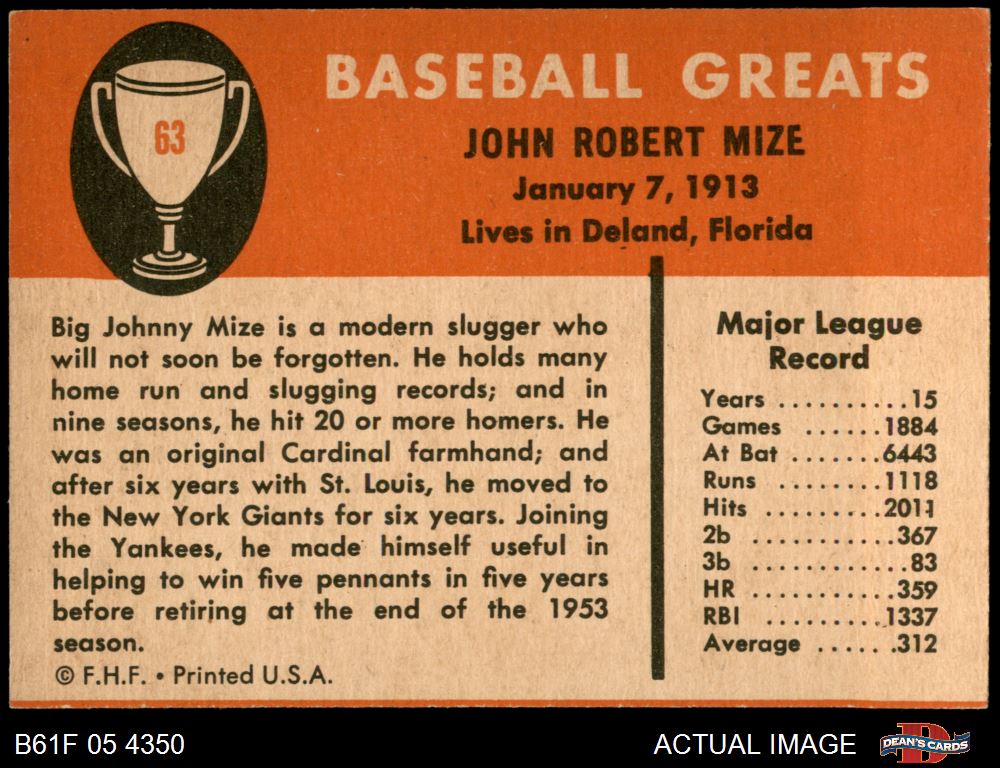 63
BASEBALL GREATS
JOHN ROBERT MIZE
January 7, 1913
Lives in Deland, Florida
Big Johnny Mize is a modern slugger who
will not soon be forgotten. He holds many
home run and slugging records; and in
nine seasons, he hit 20 or more homers. He
was an original Cardinal farmhand; and
after six years with St. Louis, he moved to
the New York Giants for six years. Joining
the Yankees, he made himself useful in
helping to win five pennants in five years
before retiring at the end of the 1953
season.
© F.H.F. • Printed U.S.A.
Major League
Record
Years ..........15
Games ......1884
At Bat .......6443
Runs .......1118
Hits .........2011
2b ...........367
3b ............83
HR ..........359
RBI .........1337
Average ......312
B61F 05 4350
ACTUAL IMAGE
D
DEAN'S CARDS